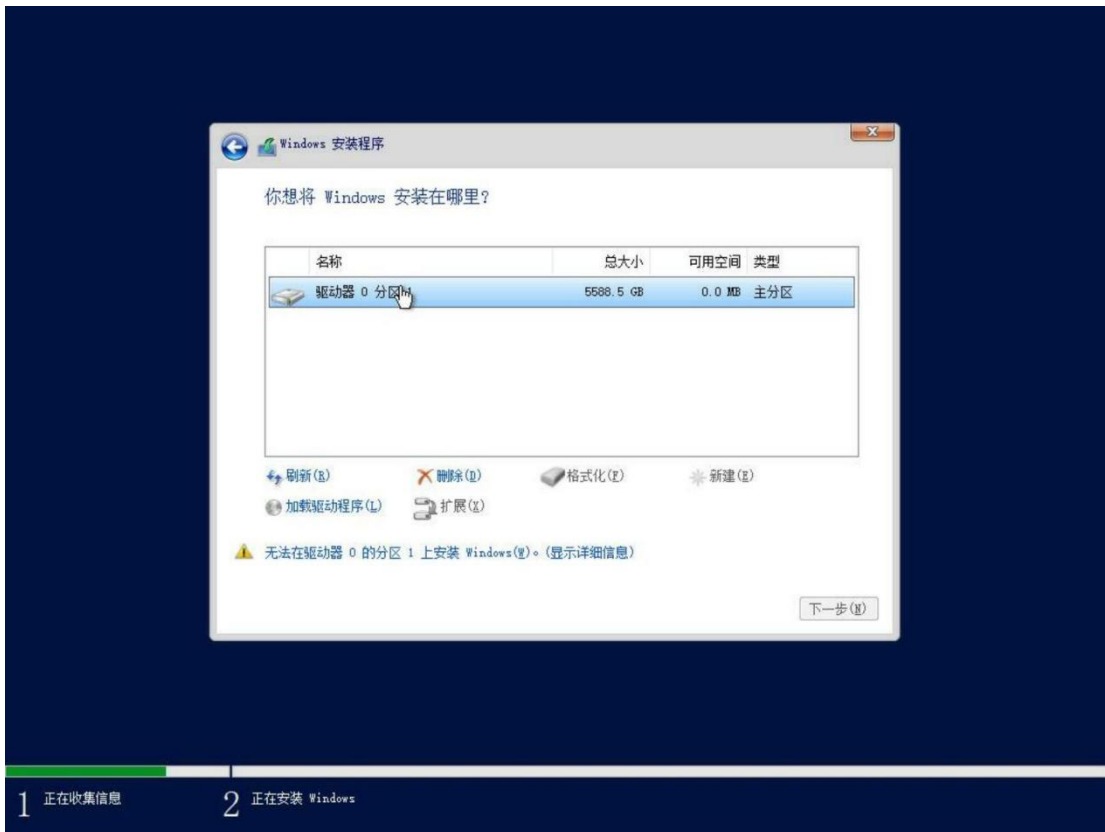 Windows 安装程序
你想将 Windows 安装在哪里?
名称 总大小 可用空间 类型
驱动器 0 分区 5588.5 GB 0.0 MB 主分区
刷新(R) 删除(D) 格式化(F) 新建(E)
加载驱动程序(L) 扩展(X)
无法在驱动器 0 的分区 1 上安装 Windows(W)。(显示详细信息)
下一步(N)
1 正在收集信息 2 正在安装 Windows